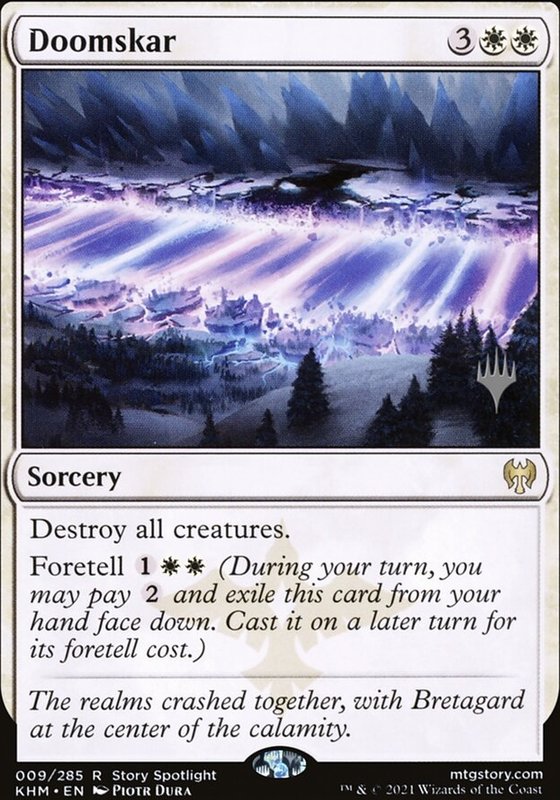 Doomskar 3
Sorcery
Destroy all creatures.
Foretell 1 (During your turn, you
may pay 2 and exile this card from your
hand face down. Cast it on a later turn for
its foretell cost.)
The realms crashed together, with Bretagard
at the center of the calamity.
009/285 R Story Spotlight mtgstory.com
KHM • EN Piotr Dura ™ & © 2021 Wizards of the Coast